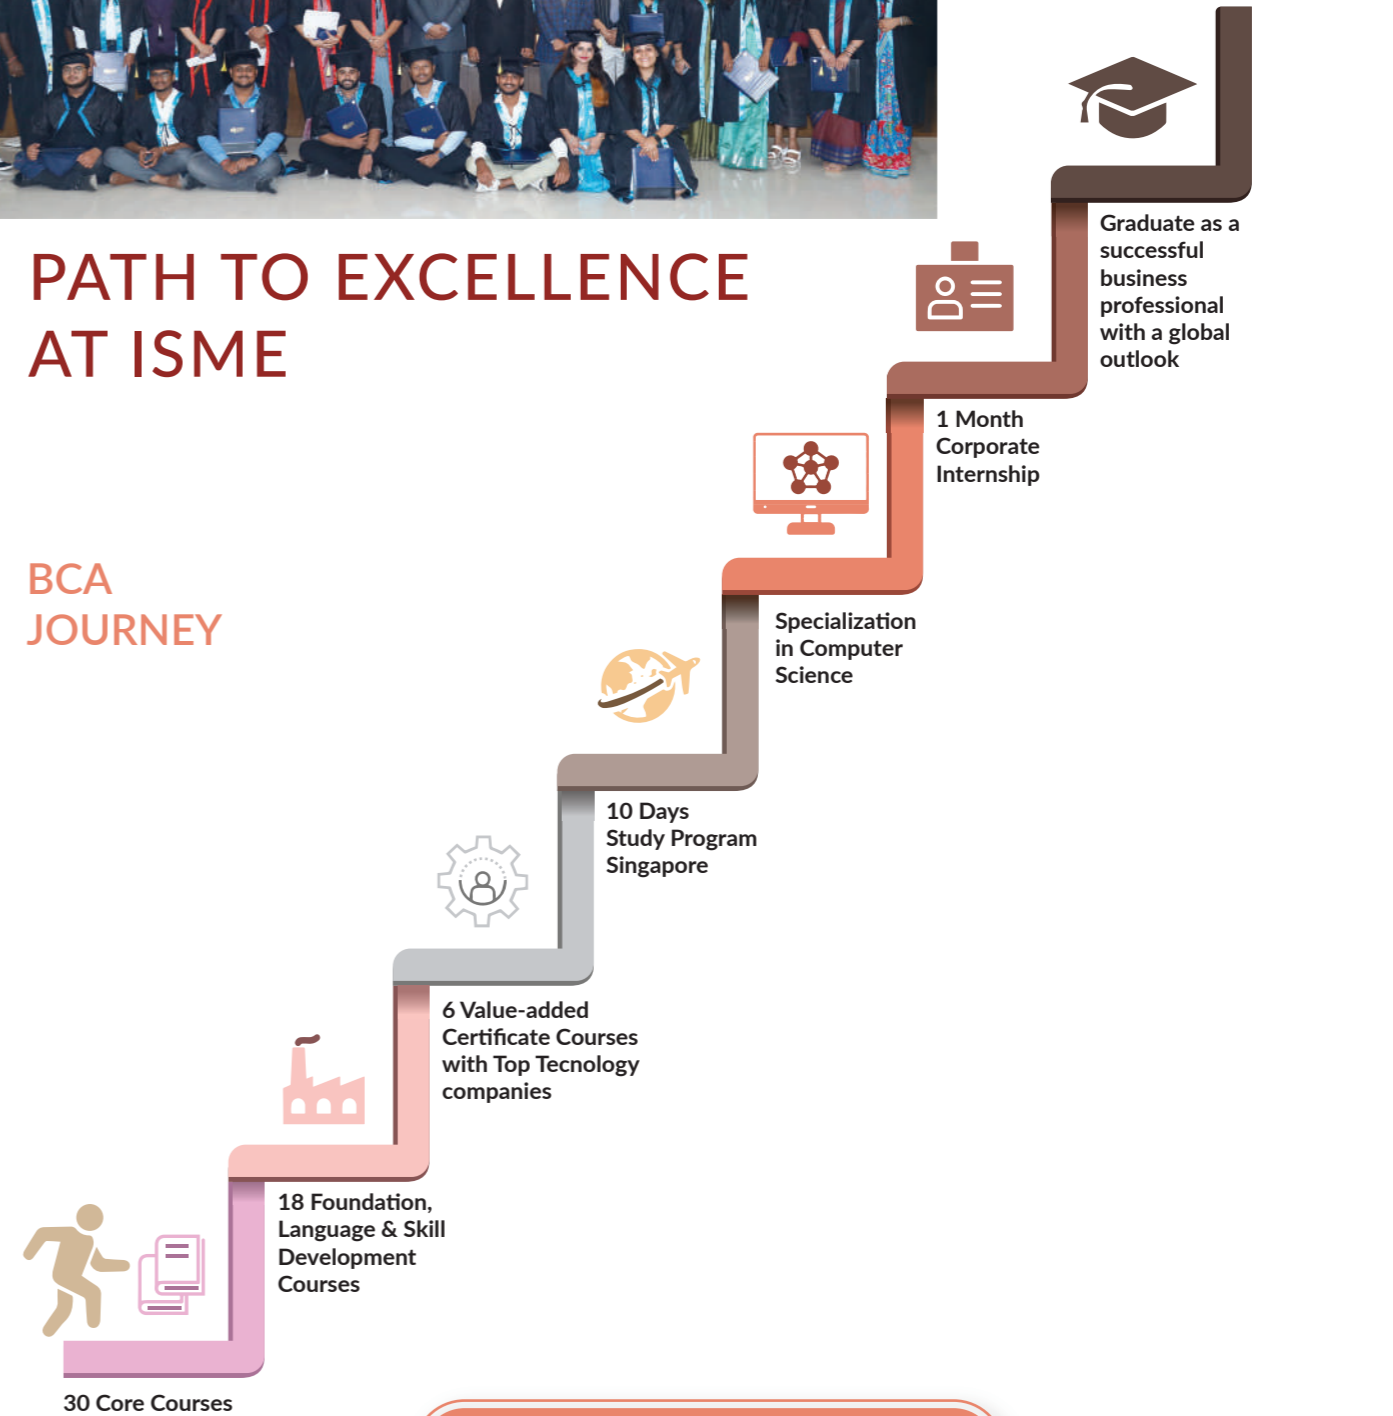 PATH TO EXCELLENCE
AT ISME
BCA
JOURNEY
Graduate as a
successful
business
professional
with a global
outlook
1 Month
Corporate
Internship
Specialization
in Computer
Science
10 Days
Study Program
Singapore
6 Value-added
Certificate Courses
with Top Tecnology
companies
18 Foundation,
Language & Skill
Development
Courses
30 Core Courses